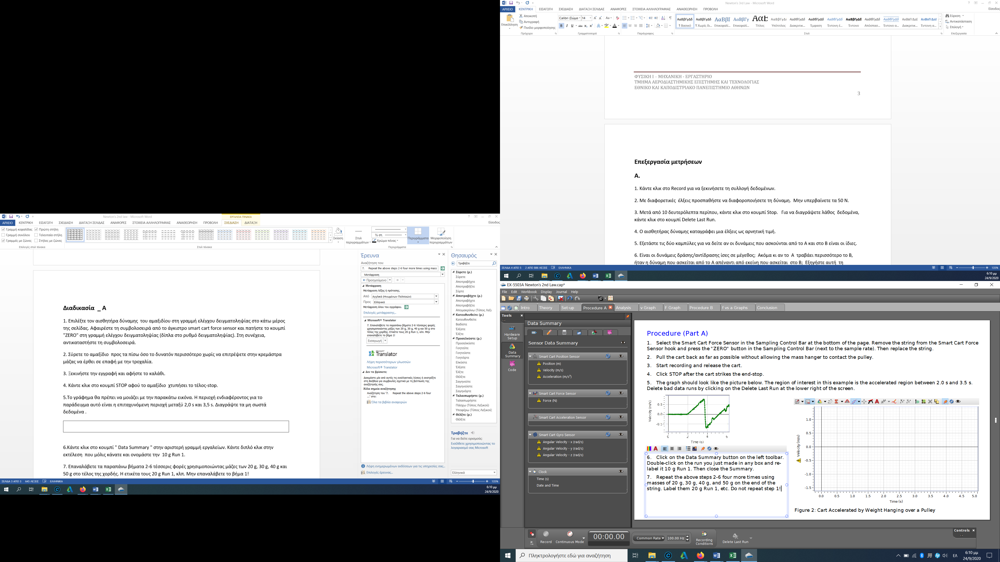 Newton's 3rd Law - Microsoft Word
ΑΡΧΕΙΟ ΚΕΝΤΡΙΚΗ ΕΙΣΑΓΩΓΗ ΣΧΕΔΙΑΣΗ ΔΙΑΤΑΞΗ ΣΕΛΙΔΑΣ ΑΝΑΦΟΡΕΣ ΣΤΟΙΧΕΙΑ ΑΛΛΗΛΟΓΡΑΦΙΑΣ ΑΝΑΘΕΩΡΗΣΗ ΠΡΟΒΟΛΗ Είσοδος
Επικόλληση
Αποκοπή
Αντιγραφή
Πινέλο μορφοποίησης
Calibri (Σώμα 14
Πρόχειρο Γραμματοσειρά Παράγραφος Στυλ Επεξεργασία
¶ Βασικό ¶ Χωρίς δι... Επικεφαλί... Επικεφαλί... Τίτλος Υπότιτλος Διακριτικ... Έμφαση Έντονη έ... Έντονο Απόσπασ... Έντονο α... Διακριτικ... Έντονη α...
Εύρεση
Αντικατάσταση
Επιλογή
ΦΥΣΙΚΗ Ι – ΜΗΧΑΝΙΚΗ - ΕΡΓΑΣΤΗΡΙΟ
ΤΜΗΜΑ ΑΕΡΟΔΙΑΣΤΗΜΙΚΗΣ ΕΠΙΣΤΗΜΗΣ ΚΑΙ ΤΕΧΝΟΛΟΓΙΑΣ
ΕΘΝΙΚΟ ΚΑΙ ΚΑΠΟΔΙΣΤΡΙΑΚΟ ΠΑΝΕΠΙΣΤΗΜΙΟ ΑΘΗΝΩΝ
3
Επεξεργασία μετρήσεων
Α.
1. Κάντε κλικ στο Record για να ξεκινήσετε τη συλλογή δεδομένων.
2. Με διαφορετικές έλξεις προσπαθήστε να διαφοροποιήσετε τη δύναμη. Μην υπερβαίνετε τα 50 N.
3. Μετά από 10 δευτερόλεπτα περίπου, κάντε κλικ στο κουμπί Stop. Για να διαγράψετε λάθος δεδομένα,
κάντε κλικ στο κουμπί Delete Last Run.
4. Ο αισθητήρας δύναμης καταγράφει μια έλξεις ως αρνητική τιμή.
5. Εξετάστε τις δύο καμπύλες για να δείτε αν οι δυνάμεις που ασκούνται από το Α και στο Β είναι οι ίδιες.
6. Είναι οι δυνάμεις δράσης/αντίδρασης ίσες σε μέγεθος; Ακόμα κι αν το Α τραβάει περισσότερο το Β,
ήταν η δύναμη που ασκείται από το Α απέναντι από εκείνη που ασκείται στο Β; Εξηγήστε αυτή τη
ΣΕΛΙΔΑ 4 ΑΠΟ 5 2 ΑΠΟ 886 ΛΕΞΕΙΣ ΕΛΛΗΝΙΚΑ 135%
6:10 μμ
24/9/2020
Newton's 2nd law - Microsoft Word ΕΡΓΑΛΕΙΑ ΠΙΝΑΚΑ
ΑΡΧΕΙΟ ΚΕΝΤΡΙΚΗ ΕΙΣΑΓΩΓΗ ΣΧΕΔΙΑΣΗ ΔΙΑΤΑΞΗ ΣΕΛΙΔΑΣ ΑΝΑΦΟΡΕΣ ΣΤΟΙΧΕΙΑ ΑΛΛΗΛΟΓΡΑΦΙΑΣ ΑΝΑΘΕΩΡΗΣΗ ΠΡΟΒΟΛΗ ΣΧΕΔΙΑΣΗ ΔΙΑΤΑΞΗ Είσοδος
Γραμμή κεφαλίδας Πρώτη στήλη
Γραμμή συνόλου Τελευταία στήλη
Γραμμές με ζώνες Στήλες με ζώνες
Επιλογές στυλ πίνακα Στυλ πίνακα Περιγράμματα
Σκίαση
Στυλ περιγραμμάτων
½ στ.
Χρώμα πένας
Περιγράμματα
Μορφοποίηση περιγραμμάτων
Διαδικασία _ Α
1. Επιλέξτε τον αισθητήρα δύναμης του αμαξιδίου στη γραμμή ελέγχου δειγματοληψίας στο κάτω μέρος
της σελίδας. Αφαιρέστε τη συμβολοσειρά από το άγκιστρο smart cart force sensor και πατήστε το κουμπί
"ZERO" στη γραμμή ελέγχου δειγματοληψίας (δίπλα στο ρυθμό δειγματοληψίας). Στη συνέχεια,
αντικαταστήστε τη συμβολοσειρά.
2. Σύρετε το αμαξίδιο προς τα πίσω όσο το δυνατόν περισσότερο χωρίς να επιτρέψετε στην κρεμάστρα
μάζας να έρθει σε επαφή με την τροχαλία.
3. Ξεκινήστε την εγγραφή και αφήστε το καλάθι.
4. Κάντε κλικ στο κουμπί STOP αφού το αμαξίδιο χτυπήσει το τέλος-stop.
5.Το γράφημα θα πρέπει να μοιάζει με την παρακάτω εικόνα. Η περιοχή ενδιαφέροντος για το
παράδειγμα αυτό είναι η επιταχυνόμενη περιοχή μεταξύ 2,0 s και 3,5 s. Διαγράψτε τα μη σωστά
δεδομένα .
6.Κάντε κλικ στο κουμπί " Data Summary " στην αριστερή γραμμή εργαλείων. Κάντε διπλό κλικ στην
εκτέλεση που μόλις κάνατε και ονομάστε την 10 g Run 1.
7. Επαναλάβετε τα παραπάνω βήματα 2-6 τέσσερις φορές χρησιμοποιώντας μάζες των 20 g, 30 g, 40 g και
50 g στο τέλος της χορδής. Η ετικέτα τους 20 g Run 1, κλπ. Μην επαναλάβετε το βήμα 1!
Έρευνα
Αναζήτηση του:
7. Repeat the above steps 2-6 four more times using mass
Μετάφραση
Προηγούμενο
Μετάφραση
Μετάφραση λέξης ή πρότασης.
Από Αγγλικά (Ηνωμένων Πολιτειών)
Προς Ελληνικά
Μετάφραση όλου του εγγράφου.
Επιλογές μετάφρασης...
Microsoft® Translator
7. Επαναλάβετε τα παραπάνω βήματα 2-6 τέσσερις φορές
χρησιμοποιώντας μάζες των 20 g, 30 g, 40 g και 50 g στο
τέλος της χορδής. Ετικέτα τους 20 g Run 1, κλπ. Μην
επαναλάβετε το βήμα 1!
Εισαγωγή
Microsoft® Translator
Λήψη περισσότερων γλωσσών
Microsoft® Translator
Δεν το βρίσκετε;
Δοκιμάστε μία από αυτές τις εναλλακτικές λύσεις ή ανατρέξτε
στη Βοήθεια για συμβουλές σχετικά με τη βελτίωση της
αναζήτησής σας.
Άλλα σημεία αναζήτησης
Αναζήτηση του '7. Repeat the above steps 2-6 four
...' στο:
Όλα τα βιβλία αναφορών
Λήψη ενημερωμένων εκδόσεων για τις υπηρεσίες σας...
Επιλογές έρευνας...
Θησαυρός
Τραβήξτε
Σύρετε (ρ.)
Σύρετε
Αποτραβήχτε
Αποτραβήξτε
Σύρτε
Αποτραβήχτε (ρ.)
Αποτραβήχτε
Αποτραβήξτε
Απομακρύνω (Τύπος Λεξι
Κατευθυνθείτε (ρ.)
Κατευθυνθείτε
Βαδίστε
Έλξατε
Έλξτε
Προσελκύστε (ρ.)
Προσελκύστε
Γοητεύτε
Γοητεύστε
Γοητέψτε
Ελκύστε
Έλξατε
Έλξτε
Θέλξτε
Σαγηνεύτε
Σαγηνεύστε
Σαγηνέψτε
Ταλαιπωρήστε (ρ.)
Ταλαιπωρήστε
Πάσχω (Τύπος Λεξικού)
Υποφέρω (Τύπος Λεξικού)
Θέλξτε (ρ.)
Θέλξτε
Τραβήξτε
Για να δείτε ορισμούς:
Εισέλθετε χρησιμοποιώντας το
λογαριασμό σας Microsoft
Ελληνικά
ΣΕΛΙΔΑ 3 ΑΠΟ 3 645 ΛΕΞΕΙΣ ΕΛΛΗΝΙΚΑ 135%
6:10 μμ
24/9/2020
EX-5503A Newton's 2nd Law.cap*
File Edit Workbook Display Journal Help
Intro Theory Set-up Procedure A Analysis v Graph F Graph Procedure B f vs a Graphs Conclusion
Tools
Hardware Setup
Data Summary
Code
Data Summary
Sensor Data Summary
Smart Cart Position Sensor
Position (m)
Velocity (m/s)
Acceleration (m/s²)
Smart Cart Force Sensor
Force (N)
Smart Cart Acceleration Sensor
Smart Cart Gyro Sensor
Angular Velocity - x (rad/s)
Angular Velocity - y (rad/s)
Angular Velocity - z (rad/s)
Clock
Time (s)
Date and Time
Procedure (Part A)
1. Select the Smart Cart Force Sensor in the Sampling Control Bar at the bottom of the page. Remove the string from the Smart Cart Force
Sensor hook and press the "ZERO" button in the Sampling Control Bar (next to the sample rate). Then replace the string.
2. Pull the cart back as far as possible without allowing the mass hanger to contact the pulley.
3. Start recording and release the cart.
4. Click STOP after the cart strikes the end-stop.
5. The graph should look like the picture below. The region of interest in this example is the accelerated region between 2.0 s and 3.5 s.
Delete bad data runs by clicking on the Delete Last Run at the lower right of the screen.
Velocity (m/s)
0.5
0.0
-0.5
0 2 4 6
Time (s)
6. Click on the Data Summary button on the left toolbar.
Double-click on the run you just made in any box and re-
label it 10 g Run 1. Then close the Summary.
7. Repeat the above steps 2-6 four more times using
masses of 20 g, 30 g, 40 g, and 50 g on the end of the
string. Label them 20 g Run 1, etc. Do not repeat step 1!
Velocity (m/s)
1.0
0.5
0.0
-0.5
-1.0
-1.5
0.0 0.5 1.0 1.5 2.0 2.5 3.0 3.5 4.0 4.5 5.0
Time (s)
Figure 2: Cart Accelerated by Weight Hanging over a Pulley
Record Continuous Mode 00:00.00 Common Rate 100.00 Hz Recording Conditions Delete Last Run
Controls
Πληκτρολογήστε εδώ για αναζήτηση
ΕΛ
6:10 μμ
24/9/2020